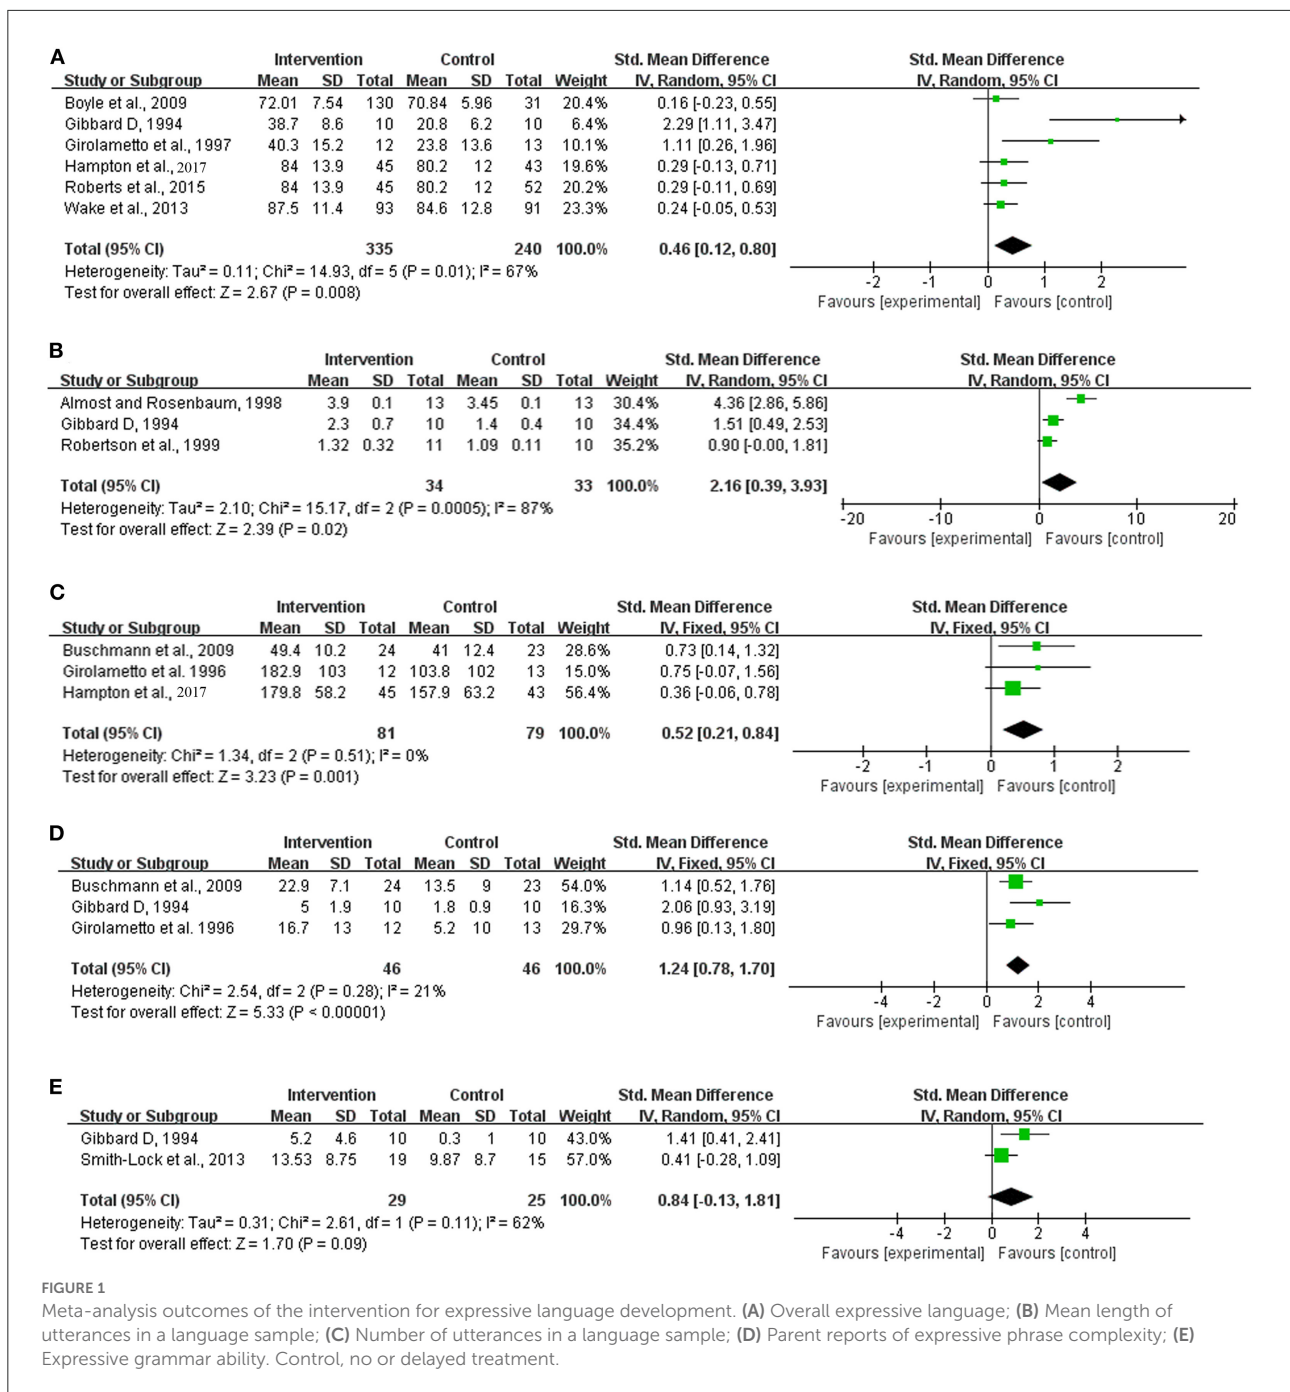 A
Intervention Control Std. Mean Difference Std. Mean Difference
Study or Subgroup Mean SD Total Mean SD Total Weight IV, Random, 95% CI IV, Random, 95% CI
Boyle et al., 2009 72.01 7.54 130 70.84 5.96 31 20.4% 0.16 [-0.23, 0.55]
Gibbard D, 1994 38.7 8.6 10 20.8 6.2 10 6.4% 2.29 [1.11, 3.47]
Girolametto et al., 1997 40.3 15.2 12 23.8 13.6 13 10.1% 1.11 [0.26, 1.96]
Hampton et al., 2017 84 13.9 45 80.2 12 43 19.6% 0.29 [-0.13, 0.71]
Roberts et al., 2015 84 13.9 45 80.2 12 52 20.2% 0.29 [-0.11, 0.69]
Wake et al., 2013 87.5 11.4 93 84.6 12.8 91 23.3% 0.24 [-0.05, 0.53]
Total (95% CI) 335 240 100.0% 0.46 [0.12, 0.80]
Heterogeneity: Tau² = 0.11; Chi² = 14.93, df = 5 (P = 0.01); I² = 67%
Test for overall effect: Z = 2.67 (P = 0.008)
-2 -1 0 1 2
Favours [experimental] Favours [control]
B
Intervention Control Std. Mean Difference Std. Mean Difference
Study or Subgroup Mean SD Total Mean SD Total Weight IV, Random, 95% CI IV, Random, 95% CI
Almost and Rosenbaum, 1998 3.9 0.1 13 3.45 0.1 13 30.4% 4.36 [2.86, 5.86]
Gibbard D, 1994 2.3 0.7 10 1.4 0.4 10 34.4% 1.51 [0.49, 2.53]
Robertson et al., 1999 1.32 0.32 11 1.09 0.11 10 35.2% 0.90 [-0.00, 1.81]
Total (95% CI) 34 33 100.0% 2.16 [0.39, 3.93]
Heterogeneity: Tau² = 2.10; Chi² = 15.17, df = 2 (P = 0.0005); I² = 87%
Test for overall effect: Z = 2.39 (P = 0.02)
-20 -10 0 10 20
Favours [experimental] Favours [control]
C
Intervention Control Std. Mean Difference Std. Mean Difference
Study or Subgroup Mean SD Total Mean SD Total Weight IV, Fixed, 95% CI IV, Fixed, 95% CI
Buschmann et al., 2009 49.4 10.2 24 41 12.4 23 28.6% 0.73 [0.14, 1.32]
Girolametto et al. 1996 182.9 103 12 103.8 102 13 15.0% 0.75 [-0.07, 1.56]
Hampton et al., 2017 179.8 58.2 45 157.9 63.2 43 56.4% 0.36 [-0.06, 0.78]
Total (95% CI) 81 79 100.0% 0.52 [0.21, 0.84]
Heterogeneity: Chi² = 1.34, df = 2 (P = 0.51); I² = 0%
Test for overall effect: Z = 3.23 (P = 0.001)
-2 -1 0 1 2
Favours [experimental] Favours [control]
D
Intervention Control Std. Mean Difference Std. Mean Difference
Study or Subgroup Mean SD Total Mean SD Total Weight IV, Fixed, 95% CI IV, Fixed, 95% CI
Buschmann et al., 2009 22.9 7.1 24 13.5 9 23 54.0% 1.14 [0.52, 1.76]
Gibbard D, 1994 5 1.9 10 1.8 0.9 10 16.3% 2.06 [0.93, 3.19]
Girolametto et al. 1996 16.7 13 12 5.2 10 13 29.7% 0.96 [0.13, 1.80]
Total (95% CI) 46 46 100.0% 1.24 [0.78, 1.70]
Heterogeneity: Chi² = 2.54, df = 2 (P = 0.28); I² = 21%
Test for overall effect: Z = 5.33 (P < 0.00001)
-4 -2 0 2 4
Favours [experimental] Favours [control]
E
Intervention Control Std. Mean Difference Std. Mean Difference
Study or Subgroup Mean SD Total Mean SD Total Weight IV, Random, 95% CI IV, Random, 95% CI
Gibbard D, 1994 5.2 4.6 10 0.3 1 10 43.0% 1.41 [0.41, 2.41]
Smith-Lock et al., 2013 13.53 8.75 19 9.87 8.7 15 57.0% 0.41 [-0.28, 1.09]
Total (95% CI) 29 25 100.0% 0.84 [-0.13, 1.81]
Heterogeneity: Tau² = 0.31; Chi² = 2.61, df = 1 (P = 0.11); I² = 62%
Test for overall effect: Z = 1.70 (P = 0.09)
-4 -2 0 2 4
Favours [experimental] Favours [control]
FIGURE 1
Meta-analysis outcomes of the intervention for expressive language development. (A) Overall expressive language; (B) Mean length of
utterances in a language sample; (C) Number of utterances in a language sample; (D) Parent reports of expressive phrase complexity; (E)
Expressive grammar ability. Control, no or delayed treatment.